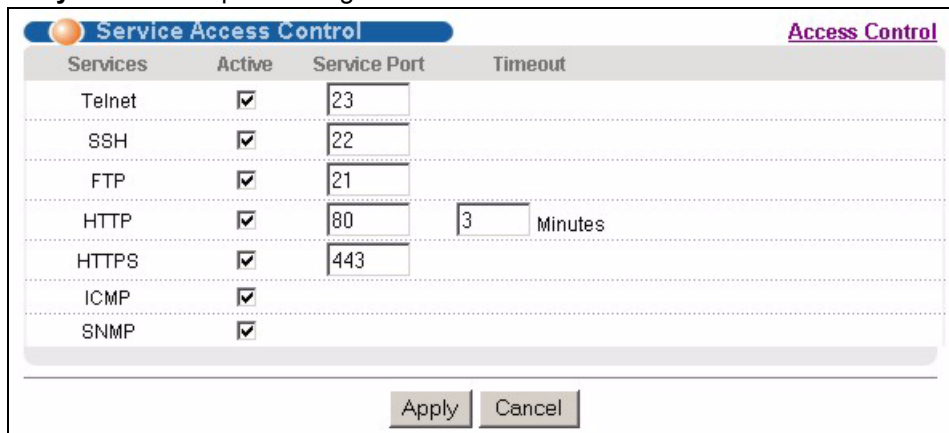 Service Access Control Access Control
Services Active Service Port Timeout
Telnet 23
SSH 22
FTP 21
HTTP 80 3 Minutes
HTTPS 443
ICMP
SNMP
Apply Cancel